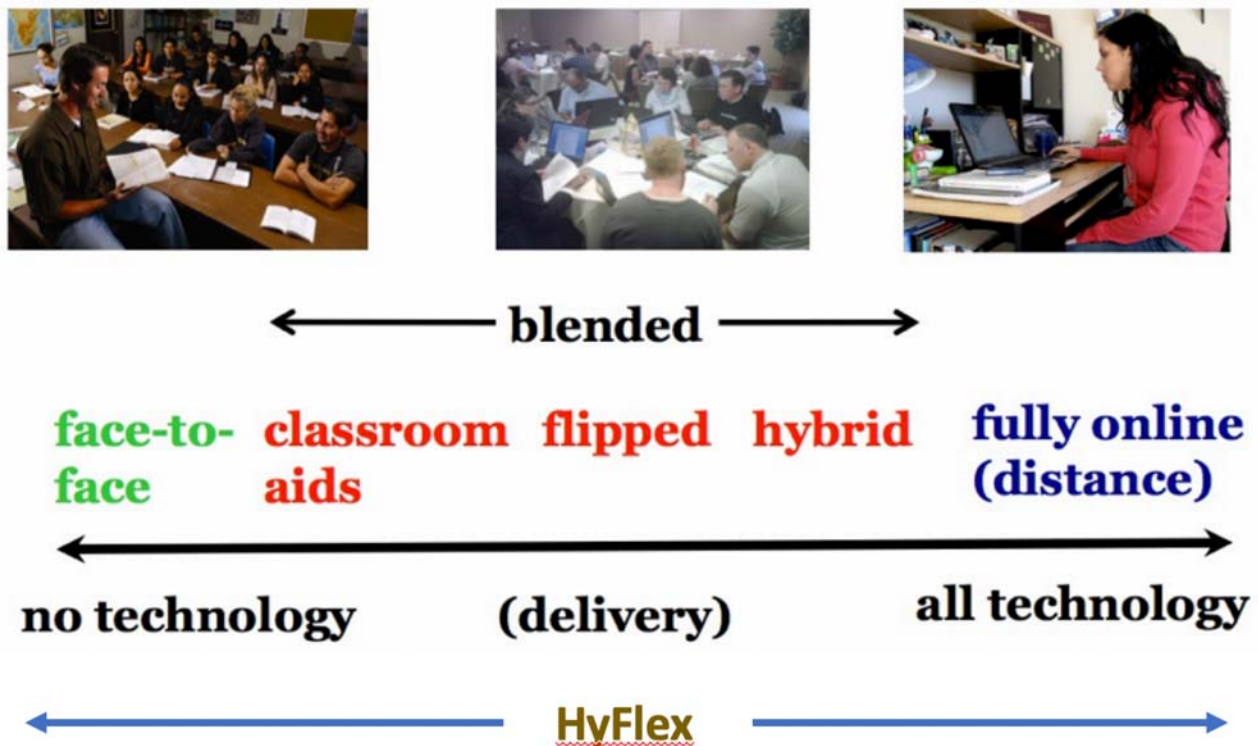 blended
face-to- classroom flipped hybrid fully online
face aids (distance)
no technology (delivery) all technology
HyFlex